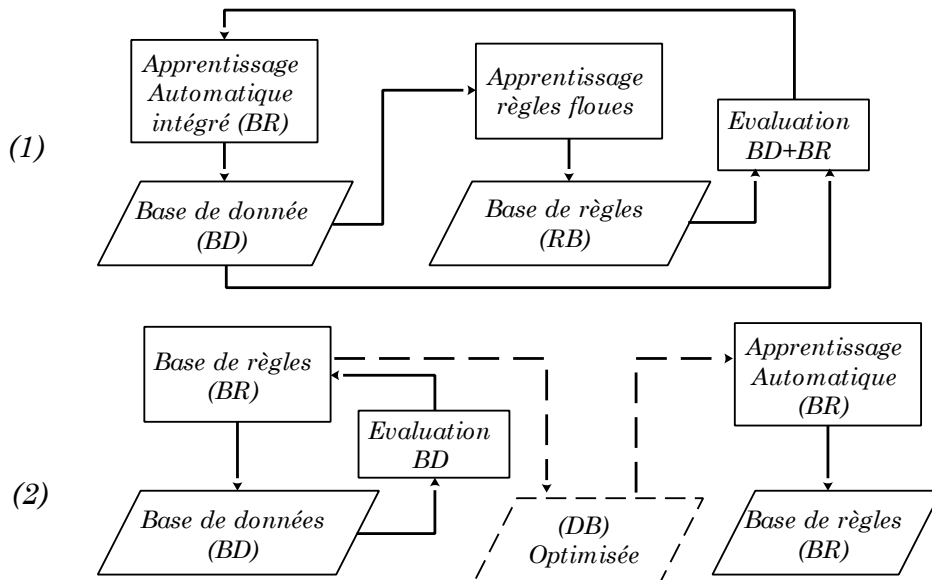 (1)
Apprentissage
Automatique
intégré (BR)
Apprentissage
règles floues
Evaluation
BD+BR
Base de donnée
(BD)
Base de règles
(RB)
(2)
Base de règles
(BR)
Evaluation
BD
Apprentissage
Automatique
(BR)
Base de données
(BD)
(DB)
Optimisée
Base de règles
(BR)